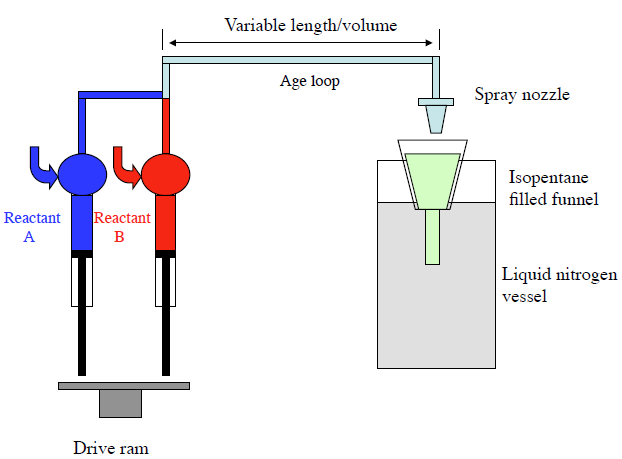 Variable length/volume
Age loop
Spray nozzle
Isopentane
filled funnel
Reactant
A
Reactant
B
Liquid nitrogen
vessel
Drive ram